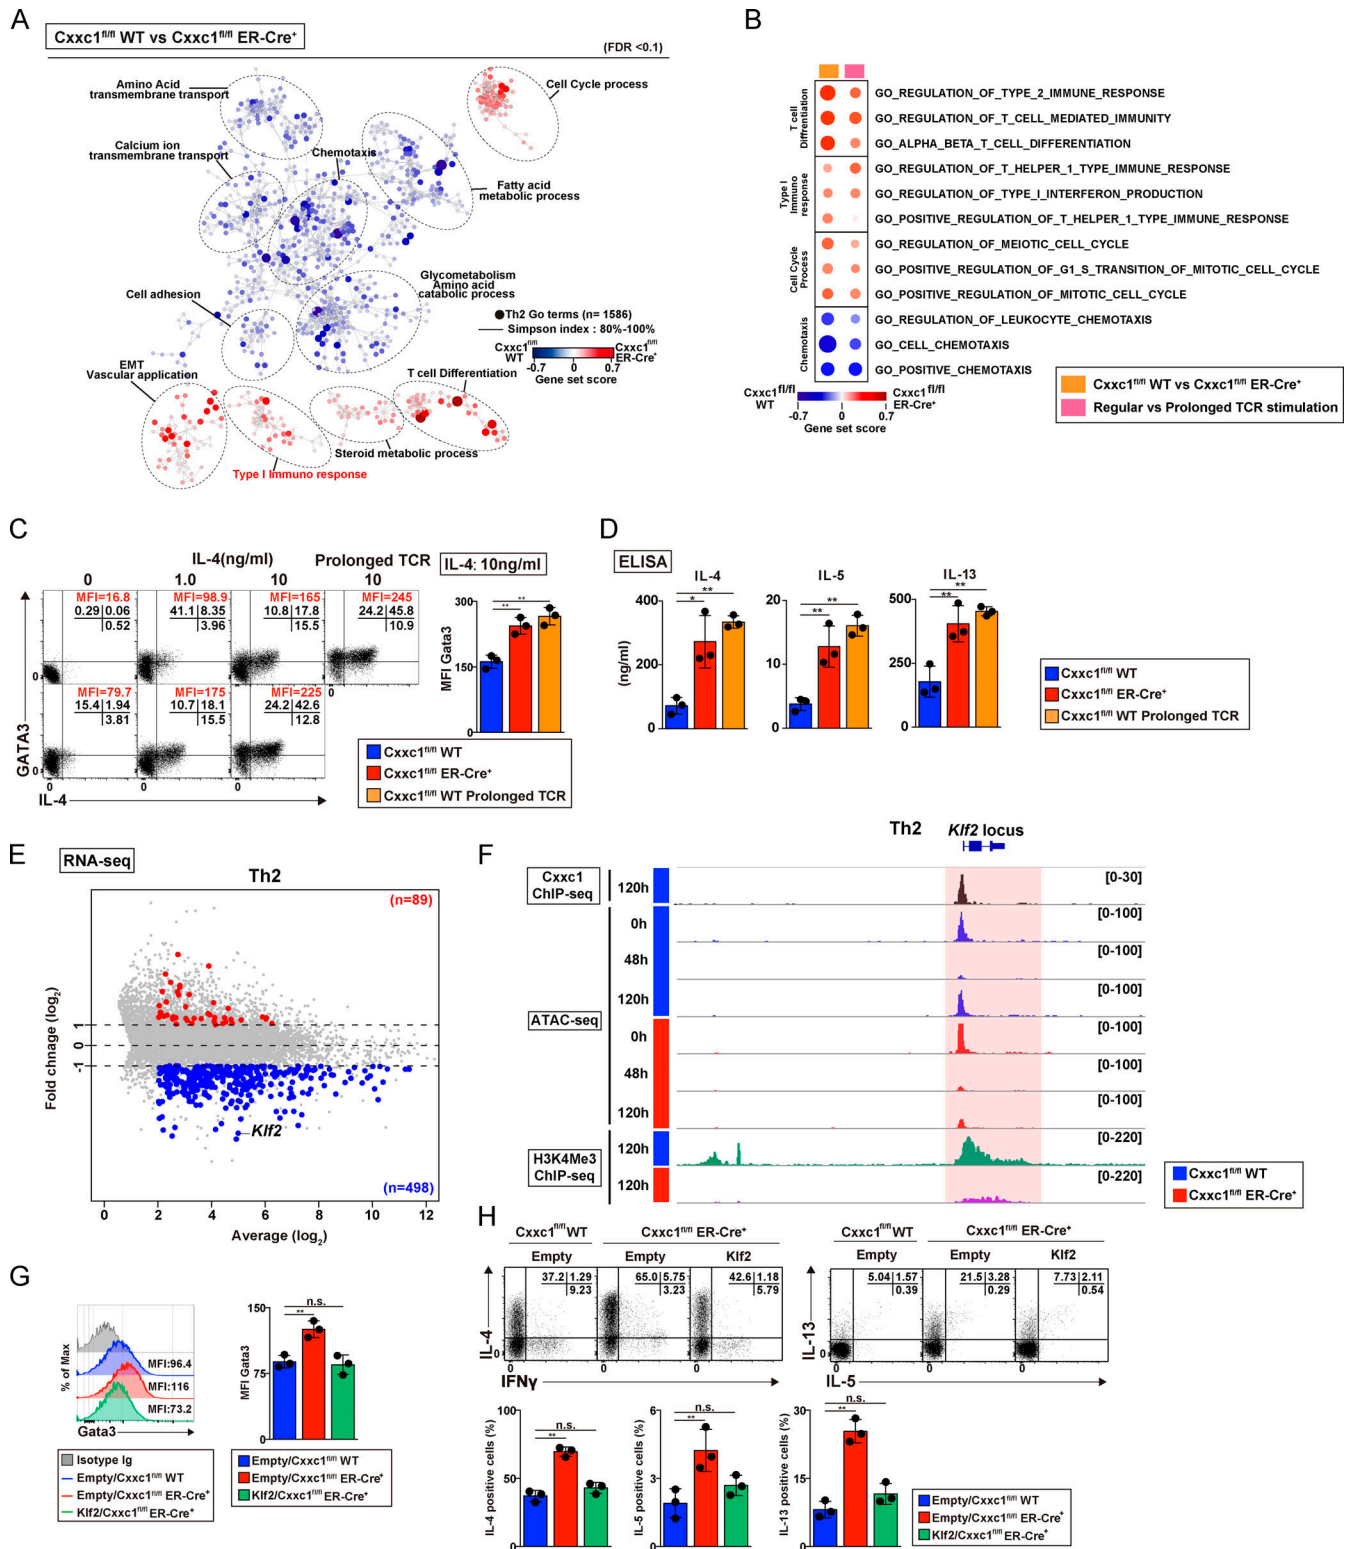 A
Cxxc1fl/fl WT vs Cxxc1fl/fl ER-Cre+
(FDR <0.1)
Amino Acid
transmembrane transport
Cell Cycle process
Calcium ion
transmembrane transport
Chemotaxis
Fatty acid
metabolic process
Cell adhesion
Glycometabolism
Amino acid
catabolic process
Th2 Go terms (n= 1586)
Simpson index : 80%-100%
Cxxc1fl/fl WT
Cxxc1fl/fl ER-Cre+
-0.7 0 0.7
Gene set score
EMT
Vascular application
T cell Differentiation
Steroid metabolic process
Type I Immuno response
B
T cell Differentiation
GO_REGULATION_OF_TYPE_2_IMMUNE_RESPONSE
GO_REGULATION_OF_T_CELL_MEDIATED_IMMUNITY
GO_ALPHA_BETA_T_CELL_DIFFERENTIATION
Type I Immuno response
GO_REGULATION_OF_T_HELPER_1_TYPE_IMMUNE_RESPONSE
GO_REGULATION_OF_TYPE_I_INTERFERON_PRODUCTION
GO_POSITIVE_REGULATION_OF_T_HELPER_1_TYPE_IMMUNE_RESPONSE
Cell Cycle Process
GO_REGULATION_OF_MEIOTIC_CELL_CYCLE
GO_POSITIVE_REGULATION_OF_G1_S_TRANSITION_OF_MITOTIC_CELL_CYCLE
GO_POSITIVE_REGULATION_OF_MITOTIC_CELL_CYCLE
Chemotaxis
GO_REGULATION_OF_LEUKOCYTE_CHEMOTAXIS
GO_CELL_CHEMOTAXIS
GO_POSITIVE_CHEMOTAXIS
Cxxc1fl/fl WT
Cxxc1fl/fl ER-Cre+
-0.7 0 0.7
Gene set score
Cxxc1fl/fl WT vs Cxxc1fl/fl ER-Cre+
Regular vs Prolonged TCR stimulation
C
IL-4(ng/ml)
Prolonged TCR
0 1.0 10 10
MFI=16.8 MFI=98.9 MFI=165 MFI=245
0.29 0.06 41.1 8.35 10.8 17.8 24.2 45.8
0.52 3.96 15.5 10.9
MFI=79.7 MFI=175 MFI=225
15.4 1.94 10.7 18.1 24.2 42.6
3.81 15.5 12.8
0
0
GATA3
0 0 0 0
IL-4
IL-4: 10ng/ml
300
150
0
MFI Gata3
** **
Cxxc1fl/fl WT
Cxxc1fl/fl ER-Cre+
Cxxc1fl/fl WT Prolonged TCR
D
ELISA
IL-4 IL-5 IL-13
(ng/ml)
400
200
0
* **
20
10
0
** **
500
250
0
** **
Cxxc1fl/fl WT
Cxxc1fl/fl ER-Cre+
Cxxc1fl/fl WT Prolonged TCR
E
RNA-seq
Th2
(n=89)
Fold chnage (log2)
1
0
-1
Klf2
(n=498)
0 2 4 6 8 10 12
Average (log2)
F
Th2
Klf2 locus
Cxxc1
ChIP-seq
120h [0-30]
ATAC-seq
0h [0-100]
48h [0-100]
120h [0-100]
0h [0-100]
48h [0-100]
120h [0-100]
H3K4Me3
ChIP-seq
120h [0-220]
120h [0-220]
Cxxc1fl/fl WT
Cxxc1fl/fl ER-Cre+
G
% of Max
MFI:96.4
MFI:116
MFI:73.2
Gata3
Isotype Ig
Empty/Cxxc1fl/fl WT
Empty/Cxxc1fl/fl ER-Cre+
Klf2/Cxxc1fl/fl ER-Cre+
MFI Gata3
150
75
0
n.s.
**
Empty/Cxxc1fl/fl WT
Empty/Cxxc1fl/fl ER-Cre+
Klf2/Cxxc1fl/fl ER-Cre+
H
Cxxc1fl/fl WT Cxxc1fl/fl ER-Cre+
Empty Empty Klf2
37.2 1.29 65.0 5.75 42.6 1.18
9.23 3.23 5.79
IL-4
0
0 0 0
IFNγ
Cxxc1fl/fl WT Cxxc1fl/fl ER-Cre+
Empty Empty Klf2
5.04 1.57 21.5 3.28 7.73 2.11
0.39 0.29 0.54
IL-13
0
0 0 0
IL-5
IL-4 positive cells (%)
100
50
0
n.s.
**
IL-5 positive cells (%)
6
3
0
n.s.
**
IL-13 positive cells (%)
30
15
0
n.s.
**
Empty/Cxxc1fl/fl WT
Empty/Cxxc1fl/fl ER-Cre+
Klf2/Cxxc1fl/fl ER-Cre+